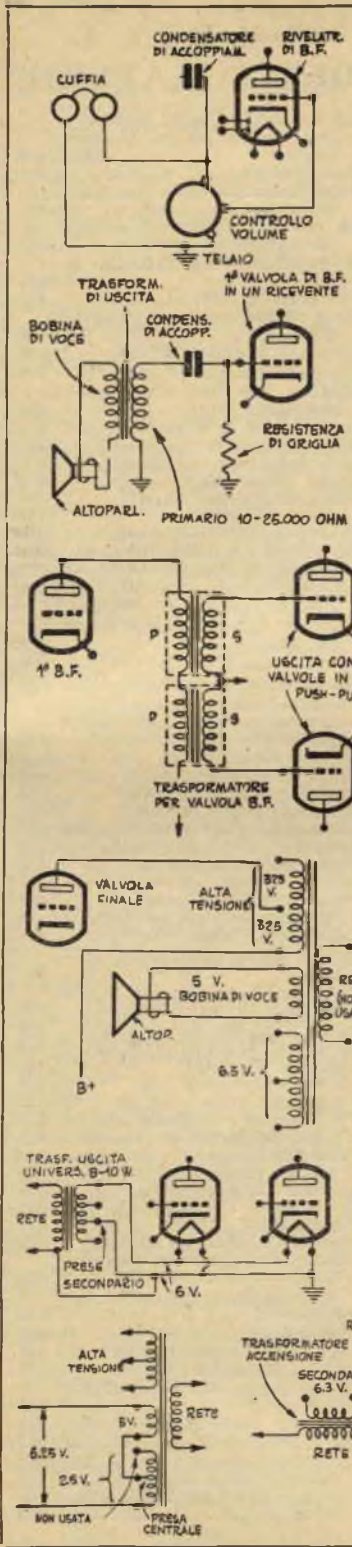 CONDENSATORE
DI ACCOPPIAM.
RIVELATR.
DI B.F.
CUFFIA
CONTROLLO
VOLUME
TELAIO
TRASFORM.
DI USCITA
1ª VALVOLA DI B.F.
IN UN RICEVENTE
BOBINA
DI VOCE
CONDENS.
DI ACCOPP.
RESISTENZA
DI GRIGLIA
ALTOPARL.
PRIMARIO 10-25.000 OHM
1ª B.F.
P
S
P
S
USCITA CON
VALVOLE IN
PUSH-PU
TRASFORMATORE
PER VALVOLA B.F.
VALVOLA
FINALE
ALTA
TENSIONE
325
V.
325
V.
5 V.
BOBINA DI VOCE
ALTOP.
B+
6.3 V.
TRASF. USCITA
UNIVERS. 8-10 W.
RETE
PRESE
SECONDARIO
6 V.
ALTA
TENSIONE
5V.
RETE
6.25 V.
2.5 V.
NON USATA
PRESA
CENTRALE
TRASFORMATORE
ACCENSIONE
SECONDA
6.3 V.
RETE